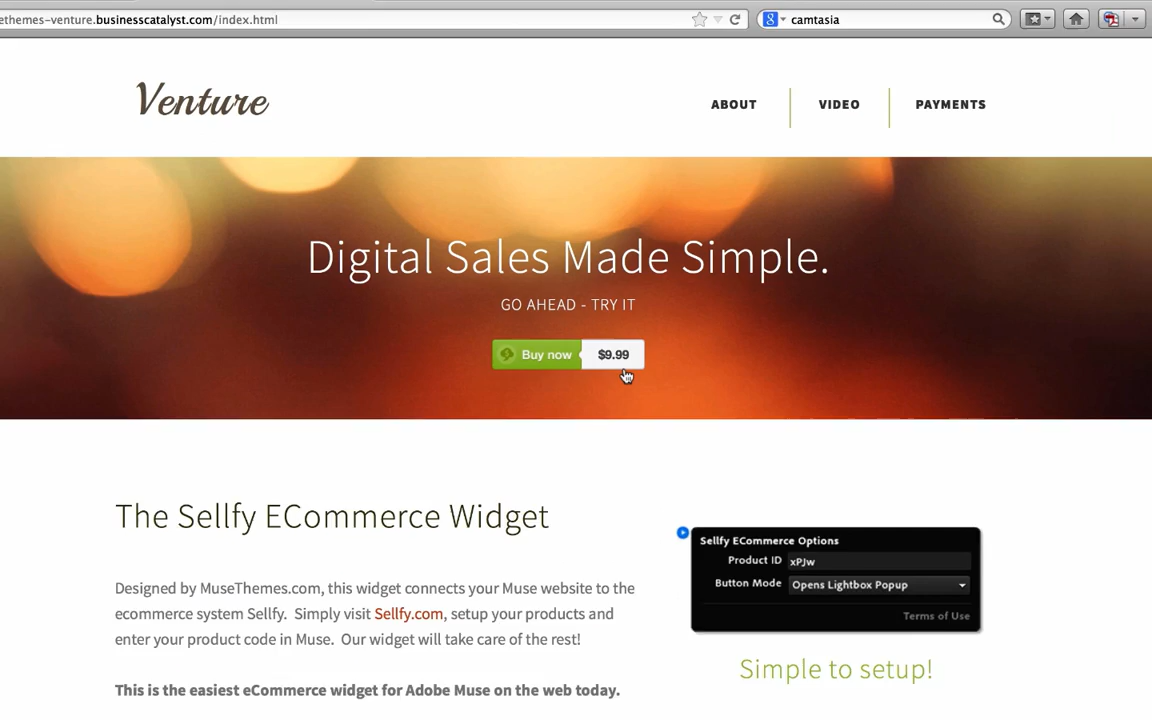 ethemes-venture.businesscatalyst.com/index.html
camtasia
Venture
ABOUT
VIDEO
PAYMENTS
Digital Sales Made Simple.
GO AHEAD - TRY IT
Buy now $9.99
The Sellfy ECommerce Widget
Designed by MuseThemes.com, this widget connects your Muse website to the
ecommerce system Sellfy. Simply visit Sellfy.com, setup your products and
enter your product code in Muse. Our widget will take care of the rest!
This is the easiest eCommerce widget for Adobe Muse on the web today.
Sellfy ECommerce Options
Product ID xPJw
Button Mode Opens Lightbox Popup
Terms of Use
Simple to setup!